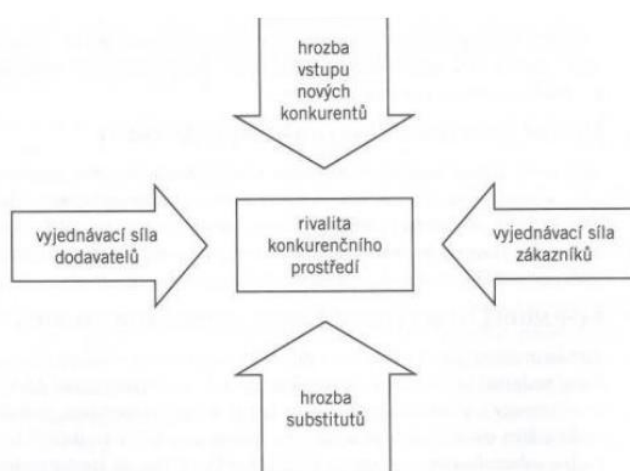 hrozba
vstupu
nových
konkurentů
vyjednávací síla
dodavatelů
rivalita
konkurenčního
prostředí
vyjednávací síla
zákazníků
hrozba
substitutů